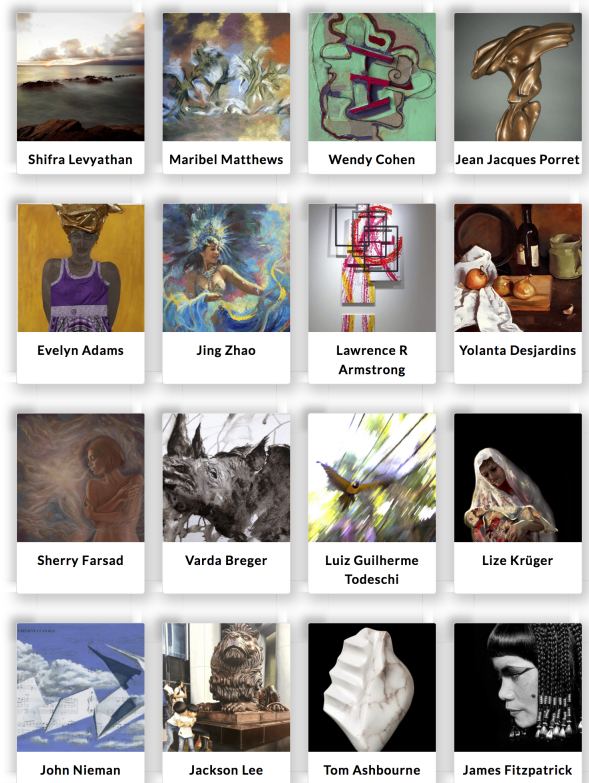 Shifra Levyathan
Maribel Matthews
Wendy Cohen
Jean Jacques Porret
Evelyn Adams
Jing Zhao
Lawrence R
Armstrong
Yolanta Desjardins
Sherry Farsad
Varda Breger
Luiz Guilherme
Todeschi
Lize Krüger
John Nieman
Jackson Lee
Tom Ashbourne
James Fitzpatrick